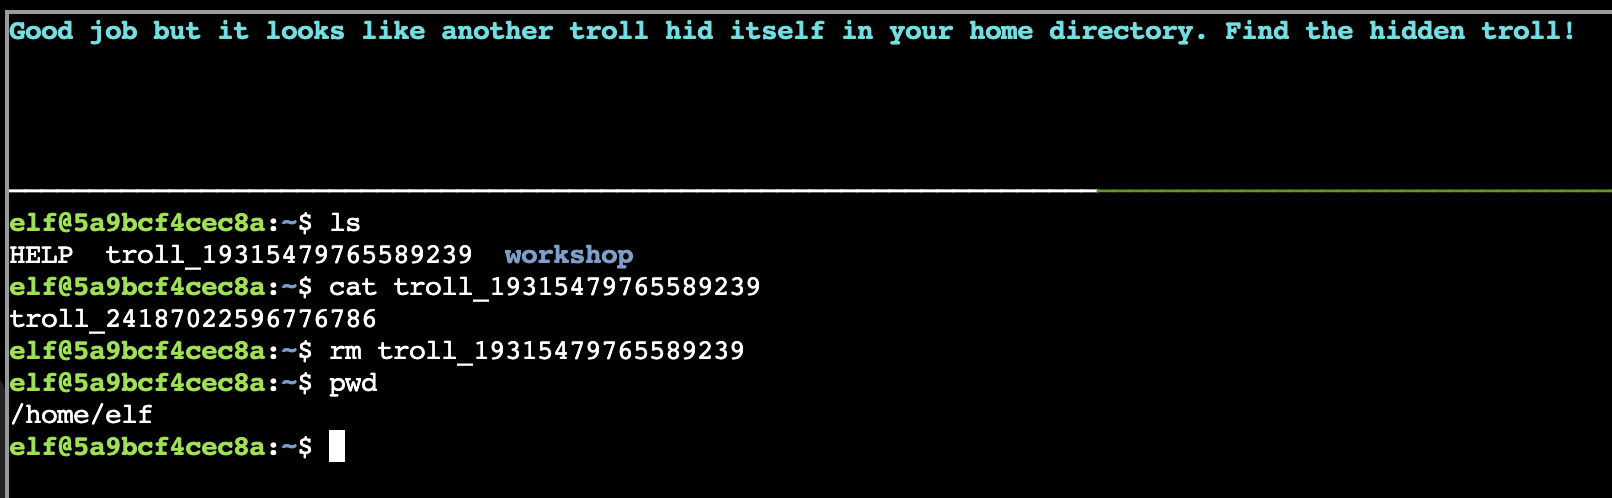 Good job but it looks like another troll hid itself in your home directory. Find the hidden troll!
elf@5a9bcf4cec8a:~$ ls
HELP  troll_19315479765589239  workshop
elf@5a9bcf4cec8a:~$ cat troll_19315479765589239
troll_24187022596776786
elf@5a9bcf4cec8a:~$ rm troll_19315479765589239
elf@5a9bcf4cec8a:~$ pwd
/home/elf
elf@5a9bcf4cec8a:~$